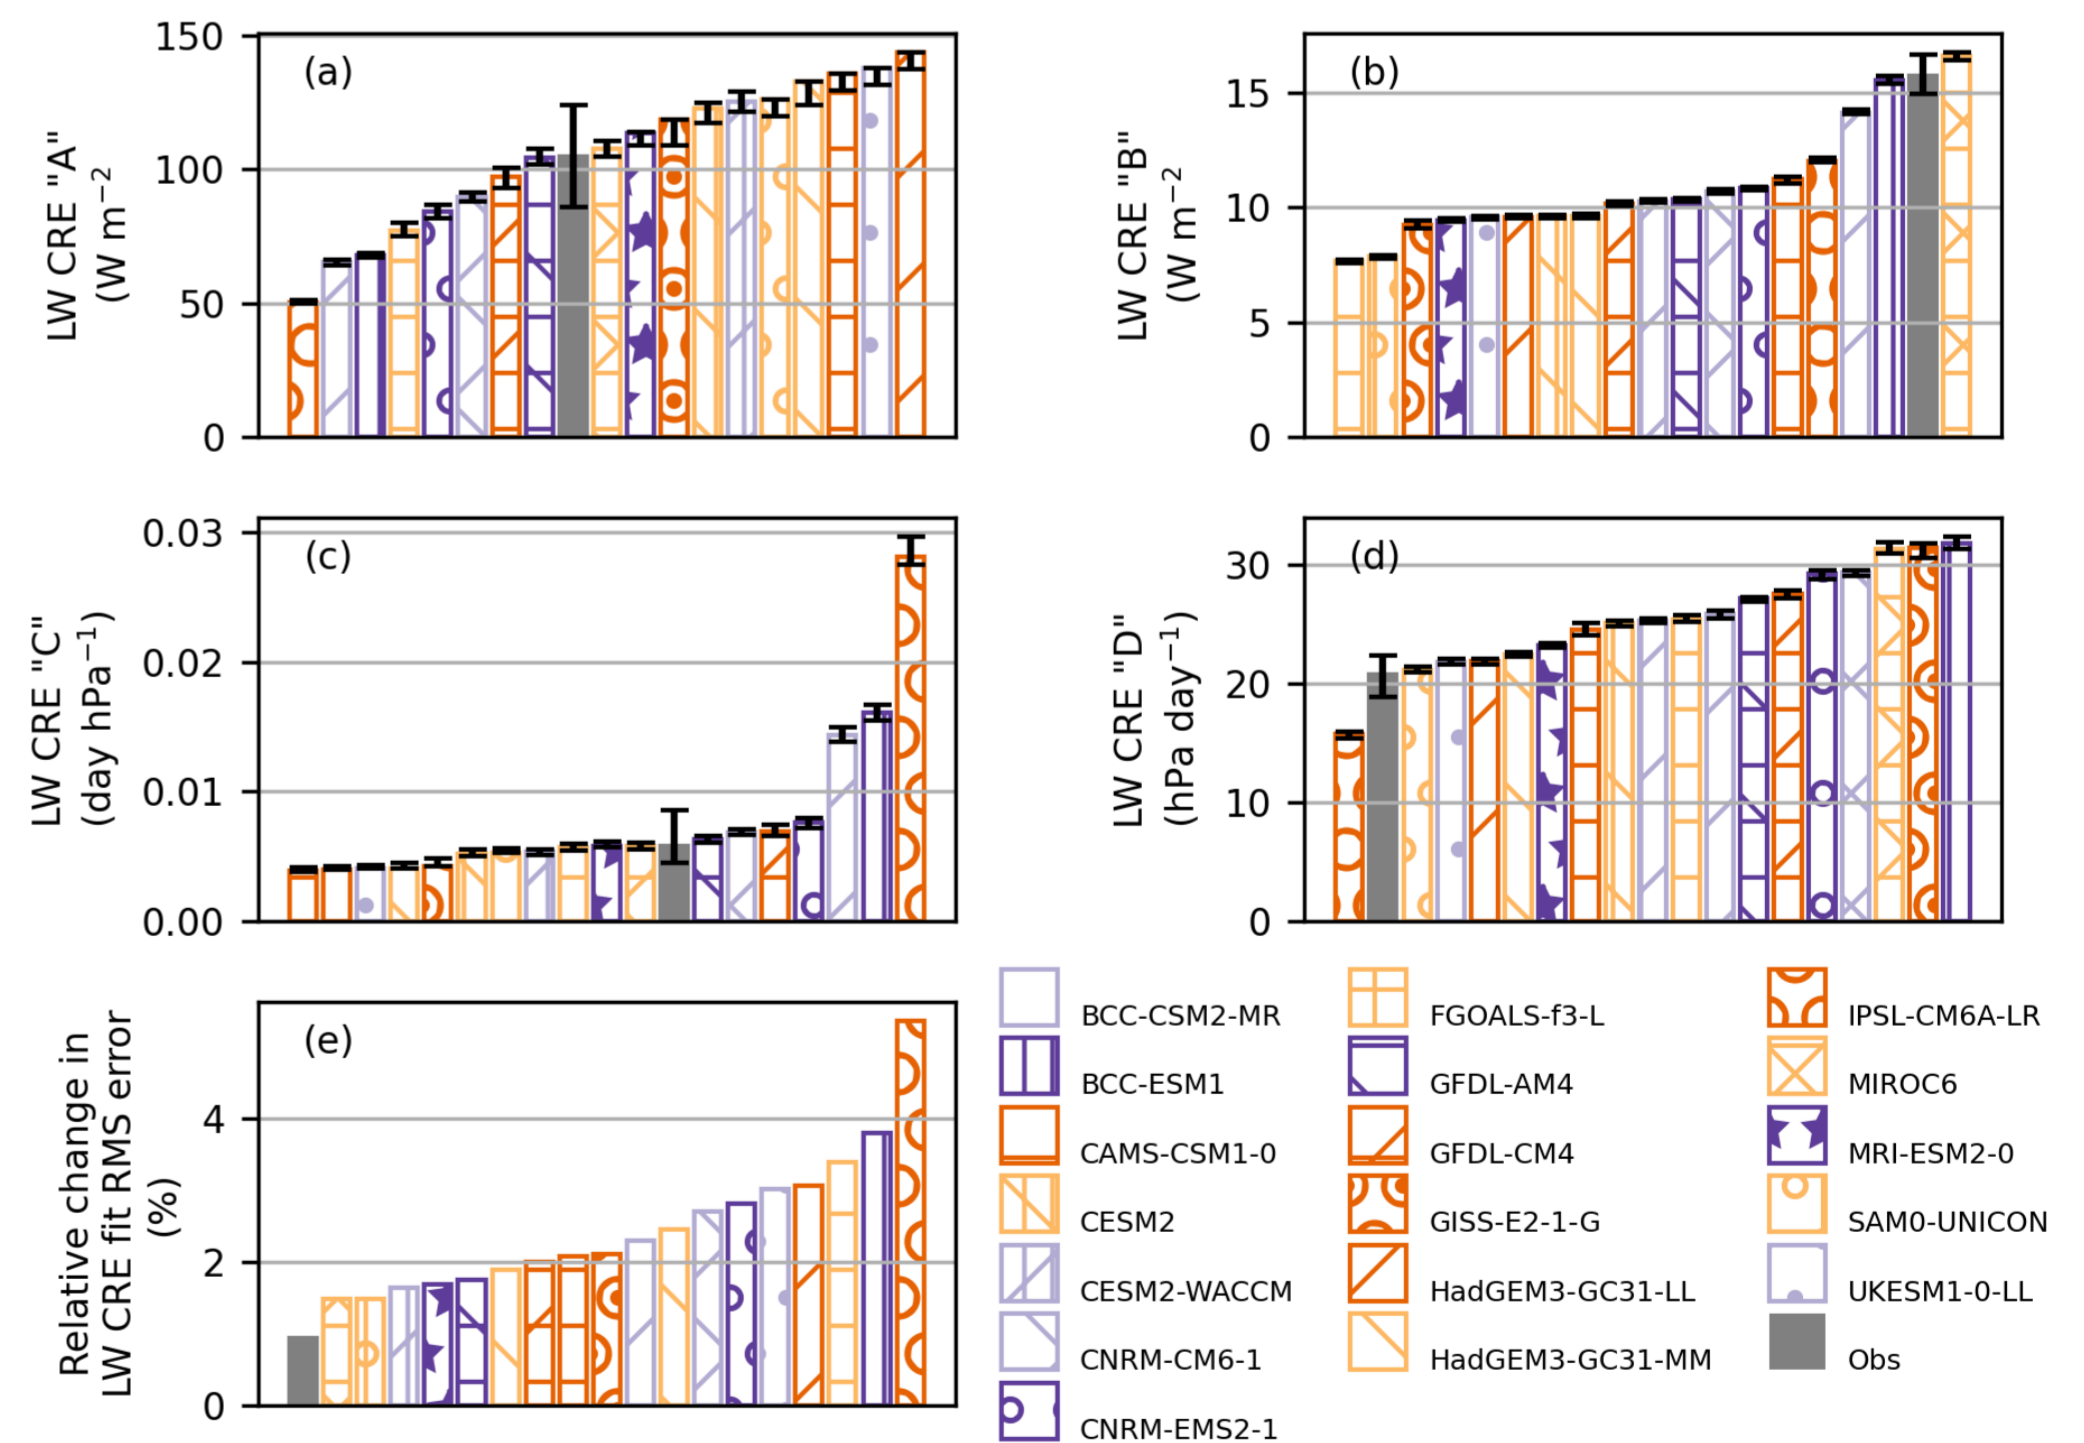 (a)
150
100
50
0
LW CRE "A"
(W m−2
(b)
15
10
5
0
LW CRE "B"
(W m−2
(c)
0.03
0.02
0.01
0.00
LW CRE "C"
(day hPa−1)
(d)
30
20
10
0
LW CRE "D"
(hPa day−1)
(e)
4
2
0
Relative change in
LW CRE fit RMS error
(%)
BCC-CSM2-MR
BCC-ESM1
CAMS-CSM1-0
CESM2
CESM2-WACCM
CNRM-CM6-1
CNRM-EMS2-1
FGOALS-f3-L
GFDL-AM4
GFDL-CM4
GISS-E2-1-G
HadGEM3-GC31-LL
HadGEM3-GC31-MM
IPSL-CM6A-LR
MIROC6
MRI-ESM2-0
SAM0-UNICON
UKESM1-0-LL
Obs